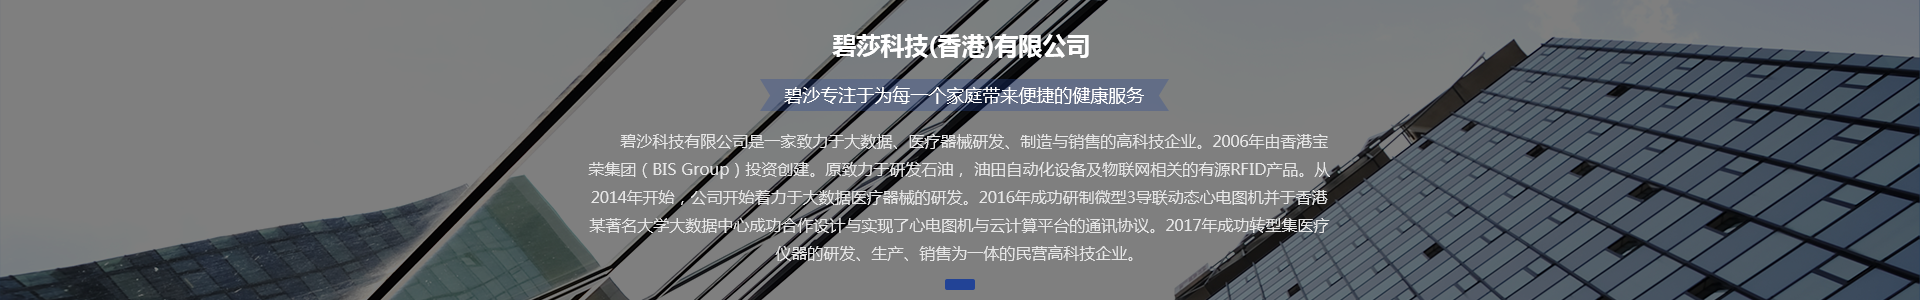 碧莎科技(香港)有限公司
碧沙专注于为每一个家庭带来便捷的健康服务
碧沙科技有限公司是一家致力于大数据、医疗器械研发、制造与销售的高科技企业。2006年由香港宝
荣集团（BIS Group）投资创建。原致力于研发石油，油田自动化设备及物联网相关的有源RFID产品。从
2014年开始，公司开始着力于大数据医疗器械的研发。2016年成功研制微型3导联动态心电图机并于香港
某著名大学大数据中心成功合作设计与实现了心电图机与云计算平台的通讯协议。2017年成功转型集医疗
仪器的研发、生产、销售为一体的民营高科技企业。